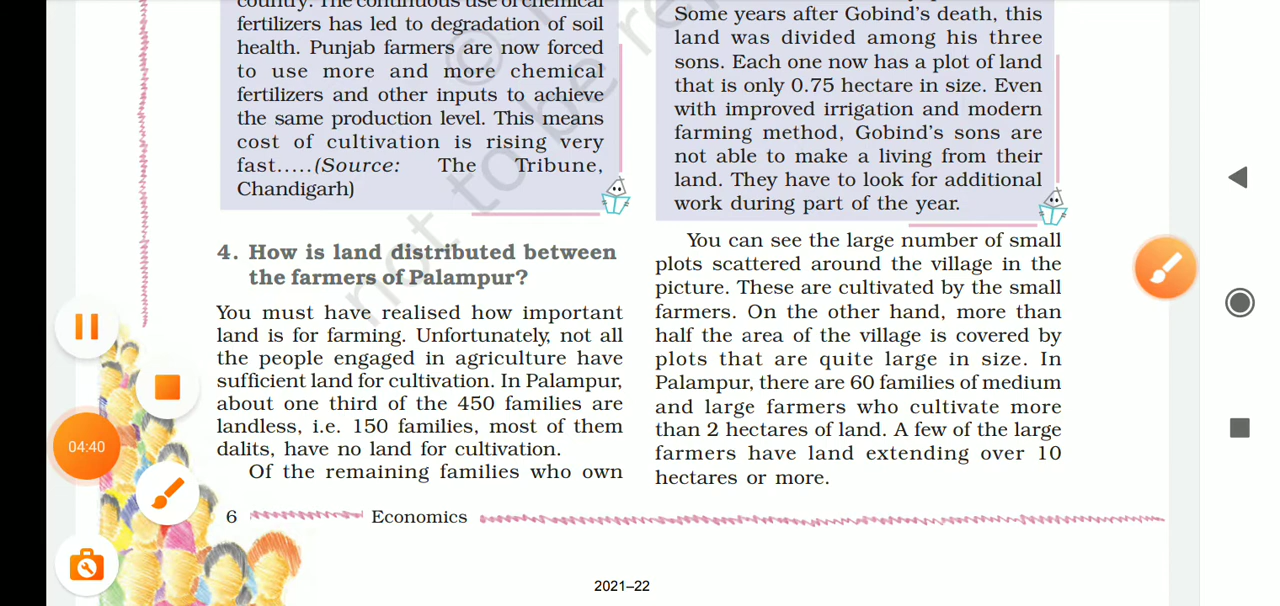 country. The continuous use of chemical
fertilizers has led to degradation of soil
health. Punjab farmers are now forced
to use more and more chemical
fertilizers and other inputs to achieve
the same production level. This means
cost of cultivation is rising very
fast.....(Source: The Tribune,
Chandigarh)
4. How is land distributed between
the farmers of Palampur?
You must have realised how important
land is for farming. Unfortunately, not all
the people engaged in agriculture have
sufficient land for cultivation. In Palampur,
about one third of the 450 families are
landless, i.e. 150 families, most of them
dalits, have no land for cultivation.
Of the remaining families who own
Some years after Gobind's death, this
land was divided among his three
sons. Each one now has a plot of land
that is only 0.75 hectare in size. Even
with improved irrigation and modern
farming method, Gobind's sons are
not able to make a living from their
land. They have to look for additional
work during part of the year.
You can see the large number of small
plots scattered around the village in the
picture. These are cultivated by the small
farmers. On the other hand, more than
half the area of the village is covered by
plots that are quite large in size. In
Palampur, there are 60 families of medium
and large farmers who cultivate more
than 2 hectares of land. A few of the large
farmers have land extending over 10
hectares or more.
6 Economics
2021–22
04:40
© not to be re